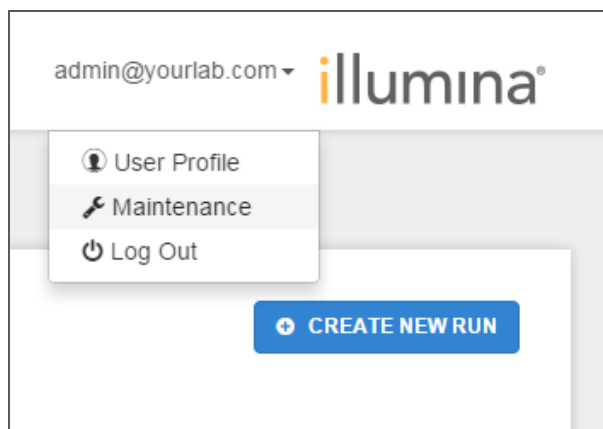 admin@yourlab.com
illumina®
User Profile
Maintenance
Log Out
CREATE NEW RUN